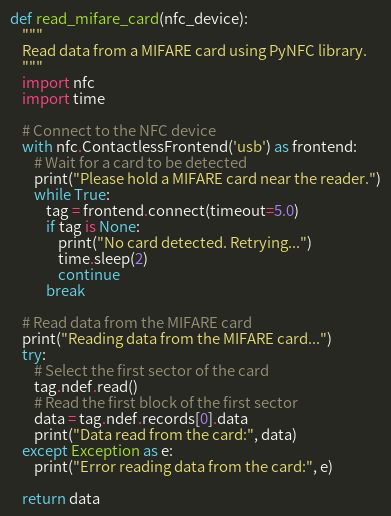 def read_mifare_card(nfc_device):
    """
    Read data from a MIFARE card using PyNFC library.
    """
    import nfc
    import time

    # Connect to the NFC device
    with nfc.ContactlessFrontend('usb') as frontend:
        # Wait for a card to be detected
        print("Please hold a MIFARE card near the reader.")
        while True:
            tag = frontend.connect(timeout=5.0)
            if tag is None:
                print("No card detected. Retrying...")
                time.sleep(2)
                continue
            break

    # Read data from the MIFARE card
    print("Reading data from the MIFARE card...")
    try:
        # Select the first sector of the card
        tag.ndef.read()
        # Read the first block of the first sector
        data = tag.ndef.records[0].data
        print("Data read from the card:", data)
    except Exception as e:
        print("Error reading data from the card:", e)

    return data